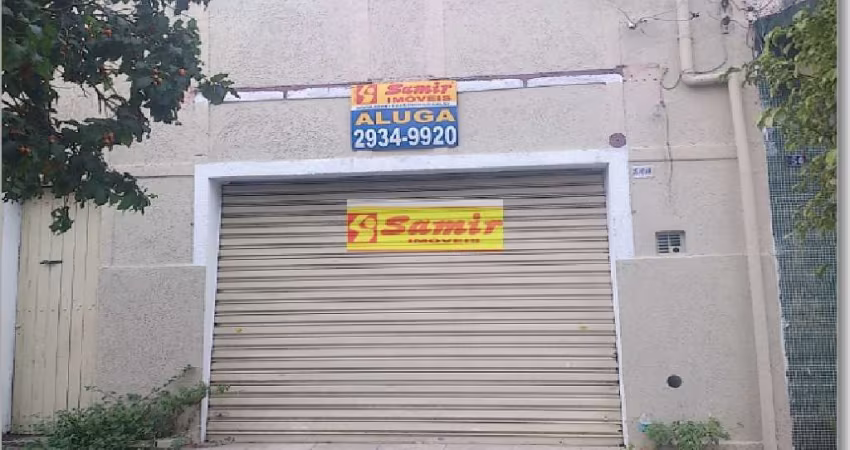 Samir
IMÓVEIS
ALUGA
2934-9920
Samir
IMÓVEIS